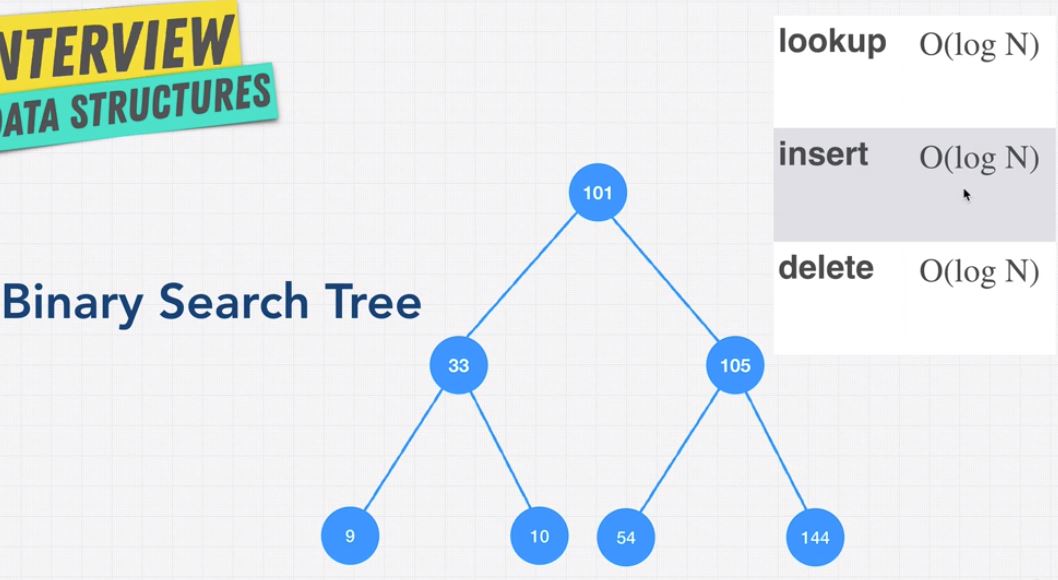 NTERVIEW
DATA STRUCTURES
lookup O(log N)
insert O(log N)
delete O(log N)
Binary Search Tree
101
33 105
9 10 54 144